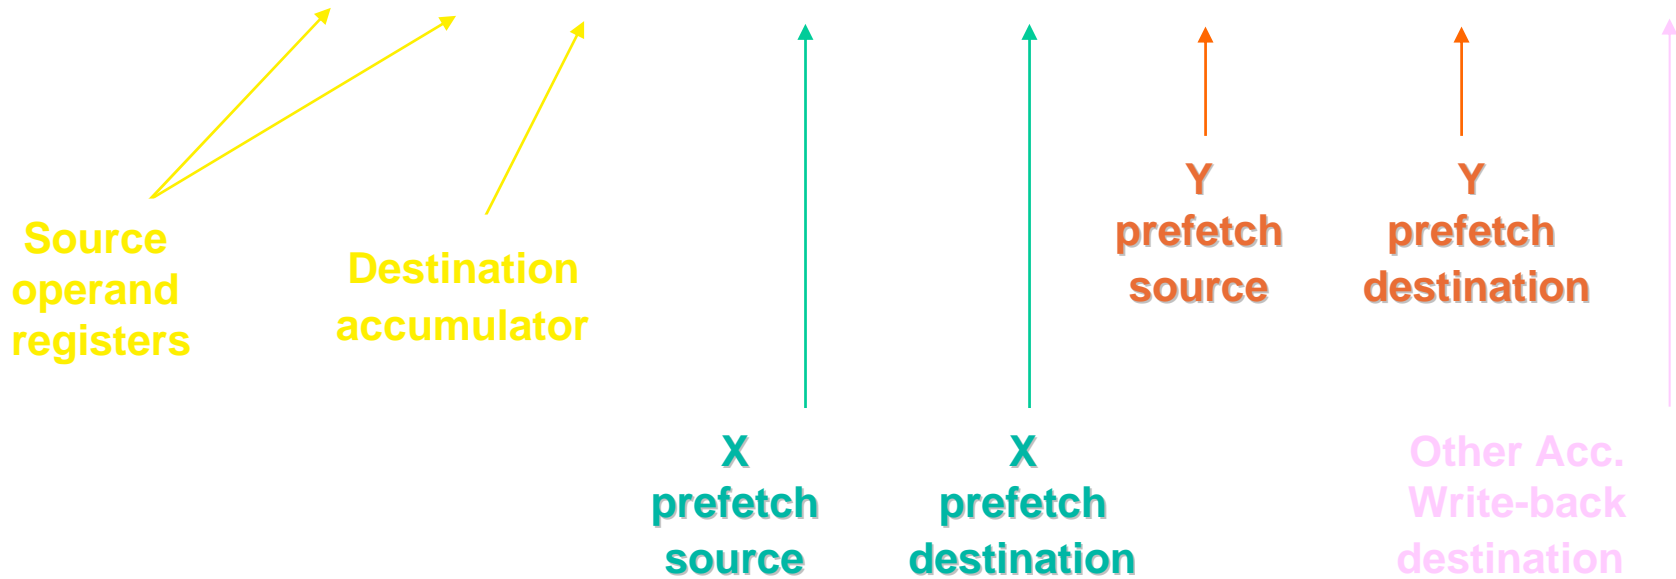 Source
operand
registers
Destination
accumulator
X
prefetch
source
X
prefetch
destination
Y
prefetch
source
Y
prefetch
destination
Other Acc.
Write-back
destination